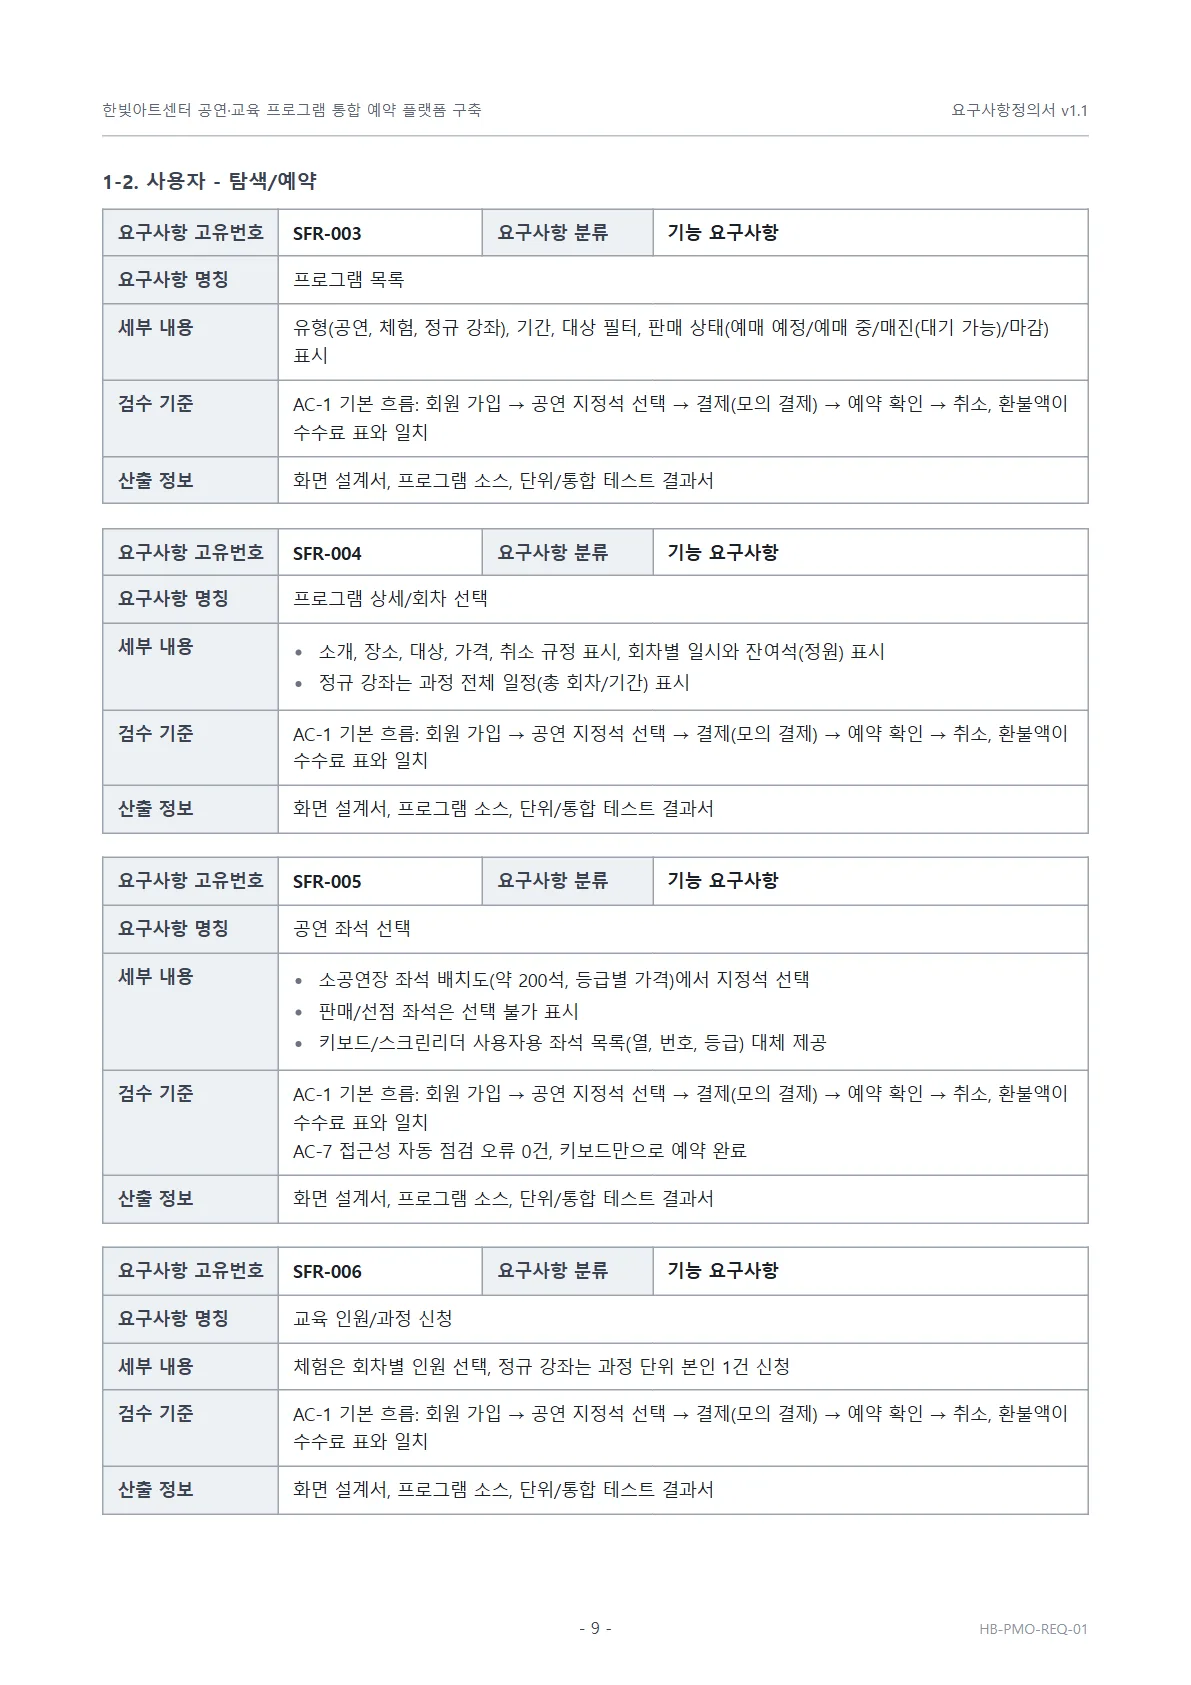 한빛아트센터 공연·교육 프로그램 통합 예약 플랫폼 구축 요구사항정의서 v1.1
1-2. 사용자 - 탐색/예약
요구사항 고유번호 SFR-003 요구사항 분류 기능 요구사항
요구사항 명칭 프로그램 목록
세부 내용 유형(공연, 체험, 정규 강좌), 기간, 대상 필터, 판매 상태(예매 예정/예매 중/매진(대기 가능)/마감)
표시
검수 기준 AC-1 기본 흐름: 회원 가입 → 공연 지정석 선택 → 결제(모의 결제) → 예약 확인 → 취소, 환불액이
수수료 표와 일치
산출 정보 화면 설계서, 프로그램 소스, 단위/통합 테스트 결과서
요구사항 고유번호 SFR-004 요구사항 분류 기능 요구사항
요구사항 명칭 프로그램 상세/회차 선택
세부 내용 • 소개, 장소, 대상, 가격, 취소 규정 표시, 회차별 일시와 잔여석(정원) 표시
• 정규 강좌는 과정 전체 일정(총 회차/기간) 표시
검수 기준 AC-1 기본 흐름: 회원 가입 → 공연 지정석 선택 → 결제(모의 결제) → 예약 확인 → 취소, 환불액이
수수료 표와 일치
산출 정보 화면 설계서, 프로그램 소스, 단위/통합 테스트 결과서
요구사항 고유번호 SFR-005 요구사항 분류 기능 요구사항
요구사항 명칭 공연 좌석 선택
세부 내용 • 소공연장 좌석 배치도(약 200석, 등급별 가격)에서 지정석 선택
• 판매/선점 좌석은 선택 불가 표시
• 키보드/스크린리더 사용자용 좌석 목록(열, 번호, 등급) 대체 제공
검수 기준 AC-1 기본 흐름: 회원 가입 → 공연 지정석 선택 → 결제(모의 결제) → 예약 확인 → 취소, 환불액이
수수료 표와 일치
AC-7 접근성 자동 점검 오류 0건, 키보드만으로 예약 완료
산출 정보 화면 설계서, 프로그램 소스, 단위/통합 테스트 결과서
요구사항 고유번호 SFR-006 요구사항 분류 기능 요구사항
요구사항 명칭 교육 인원/과정 신청
세부 내용 체험은 회차별 인원 선택, 정규 강좌는 과정 단위 본인 1건 신청
검수 기준 AC-1 기본 흐름: 회원 가입 → 공연 지정석 선택 → 결제(모의 결제) → 예약 확인 → 취소, 환불액이
수수료 표와 일치
산출 정보 화면 설계서, 프로그램 소스, 단위/통합 테스트 결과서
- 9 - HB-PMO-REQ-01